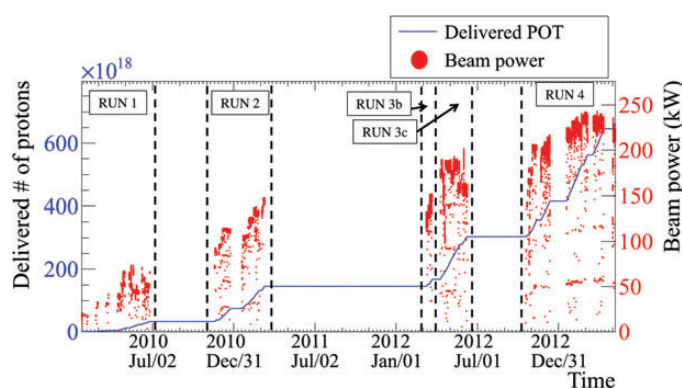 Delivered POT
Beam power
×10^18
RUN 1
RUN 2
RUN 3b
RUN 3c
RUN 4
Delivered # of protons
600
400
200
0
250
200
150
100
50
0
Beam power (kW)
2010
Jul/02
2010
Dec/31
2011
Jul/02
2012
Jan/01
2012
Jul/01
2012
Dec/31
Time